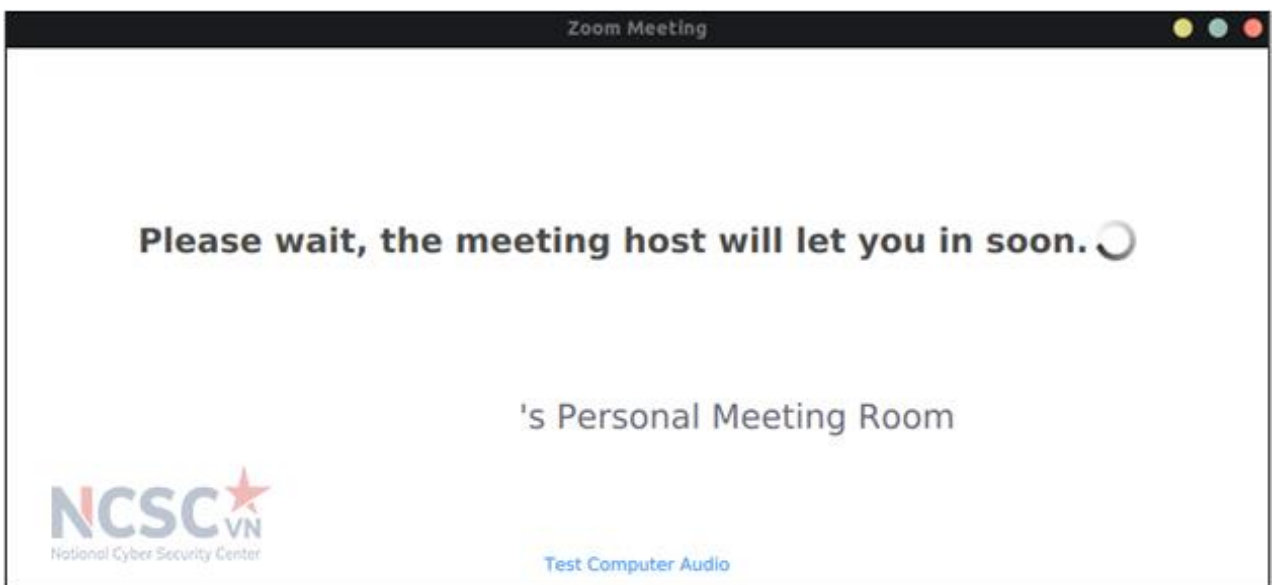 Zoom Meeting
Please wait, the meeting host will let you in soon.
's Personal Meeting Room
NCSC VN
National Cyber Security Center
Test Computer Audio